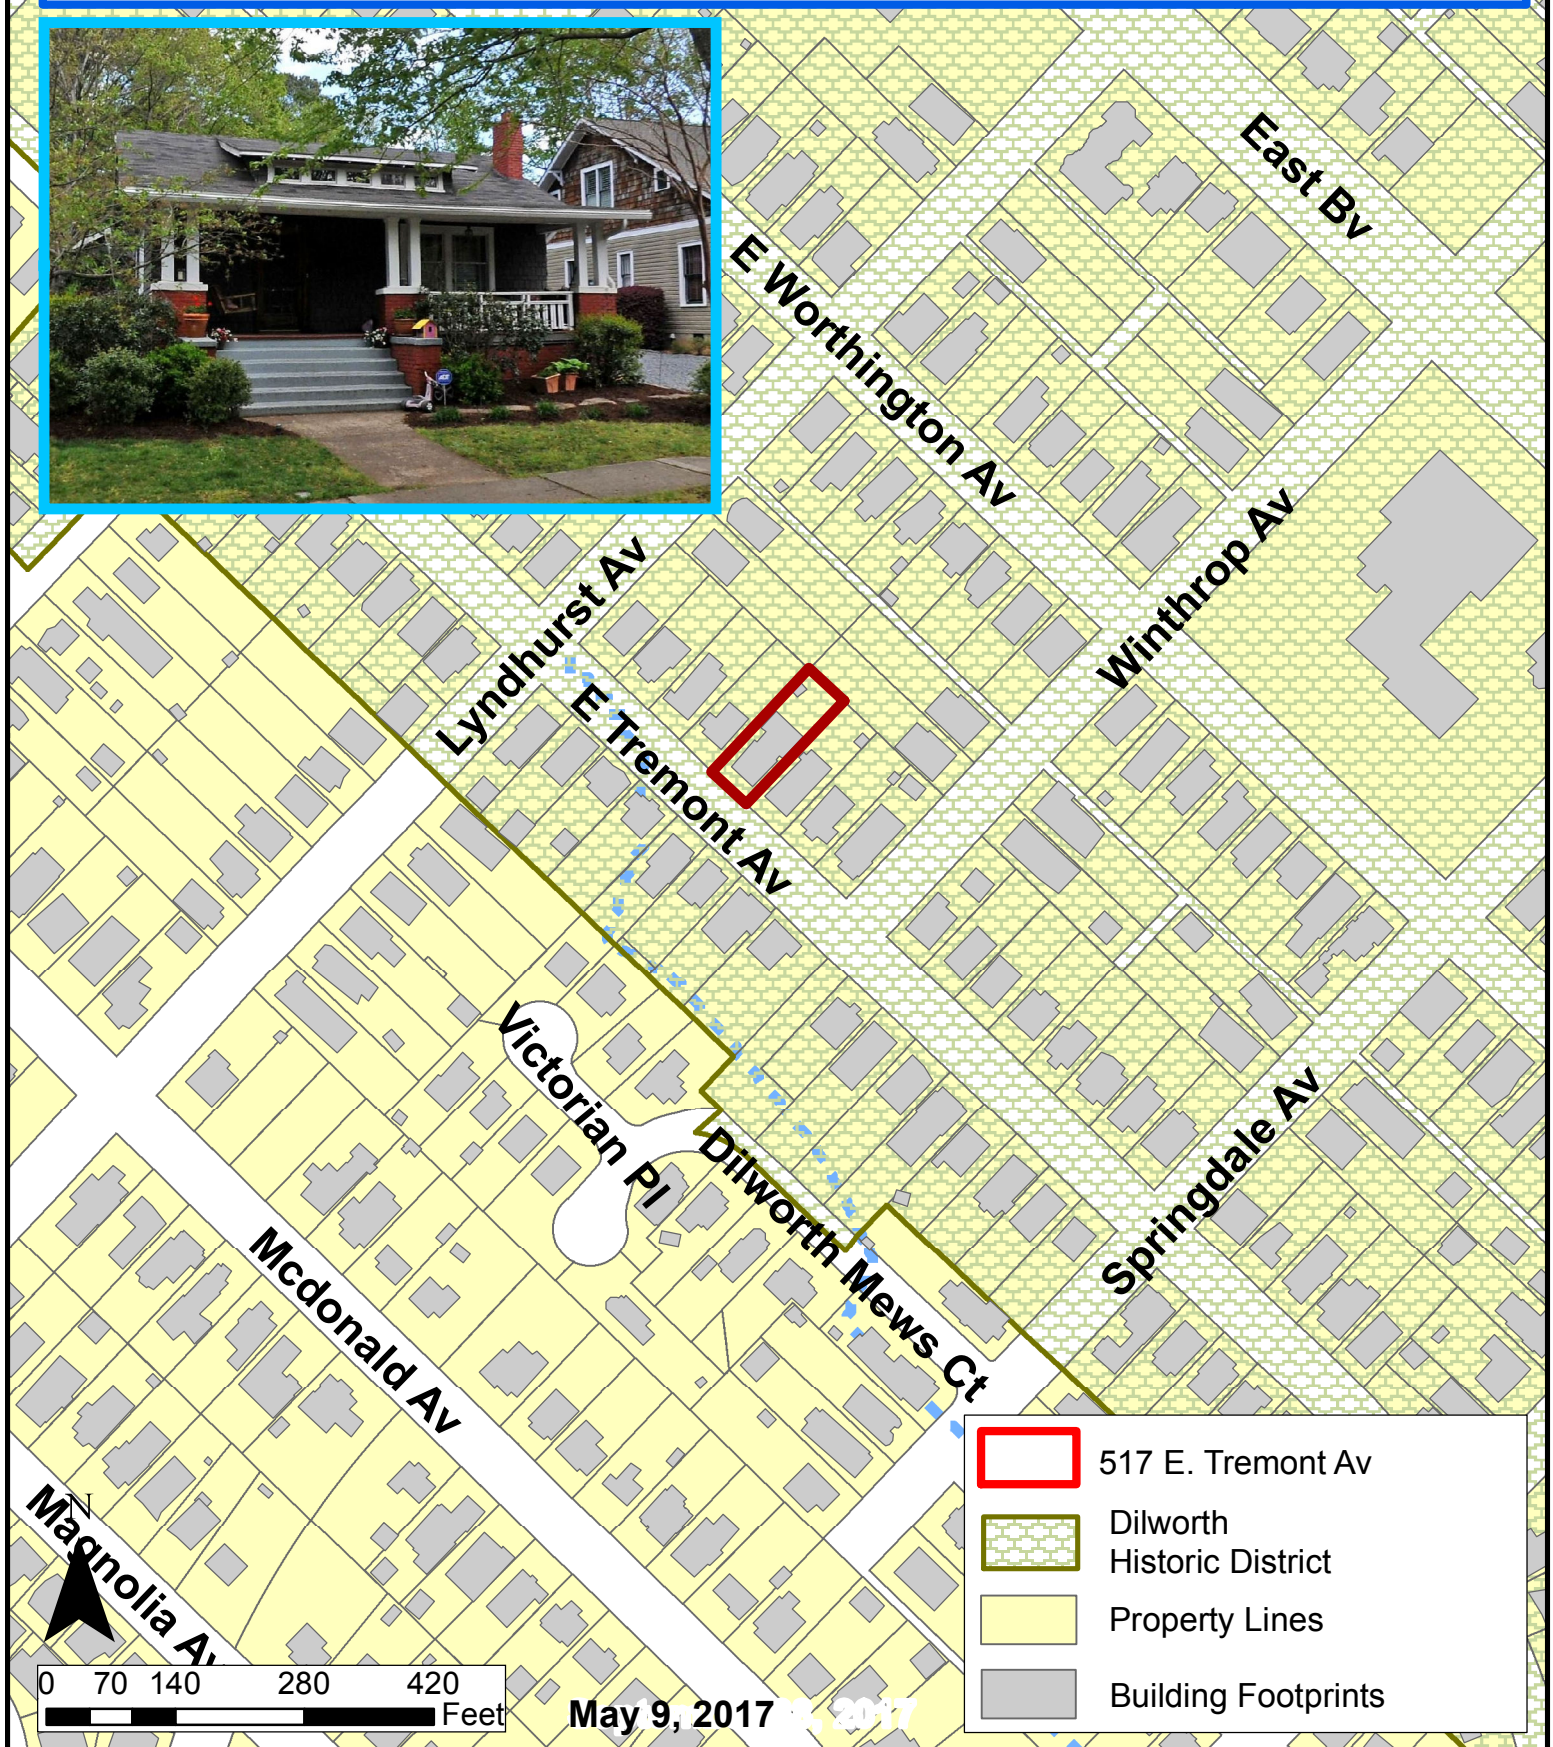 East Bv
E Worthington Av
Winthrop Av
Lyndhurst Av
E Tremont Av
Victorian Pl
Dilworth Mews Ct
Springdale Av
Mcdonald Av
Magnolia Av
N
0 70 140 280 420
Feet
May 9, 2017
, 2017
517 E. Tremont Av
Dilworth
Historic District
Property Lines
Building Footprints